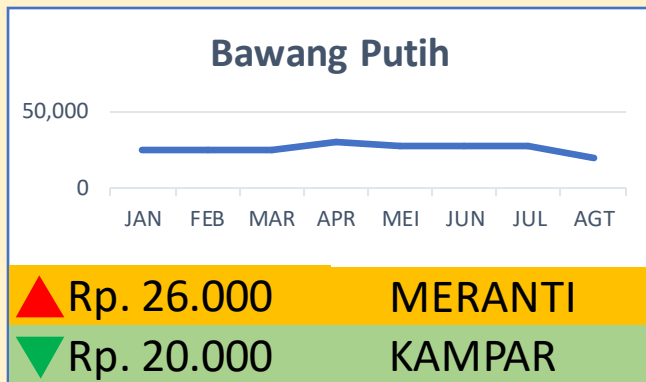 Bawang Putih
50,000
0
JAN FEB MAR APR MEI JUN JUL AGT
Rp. 26.000 MERANTI
Rp. 20.000 KAMPAR